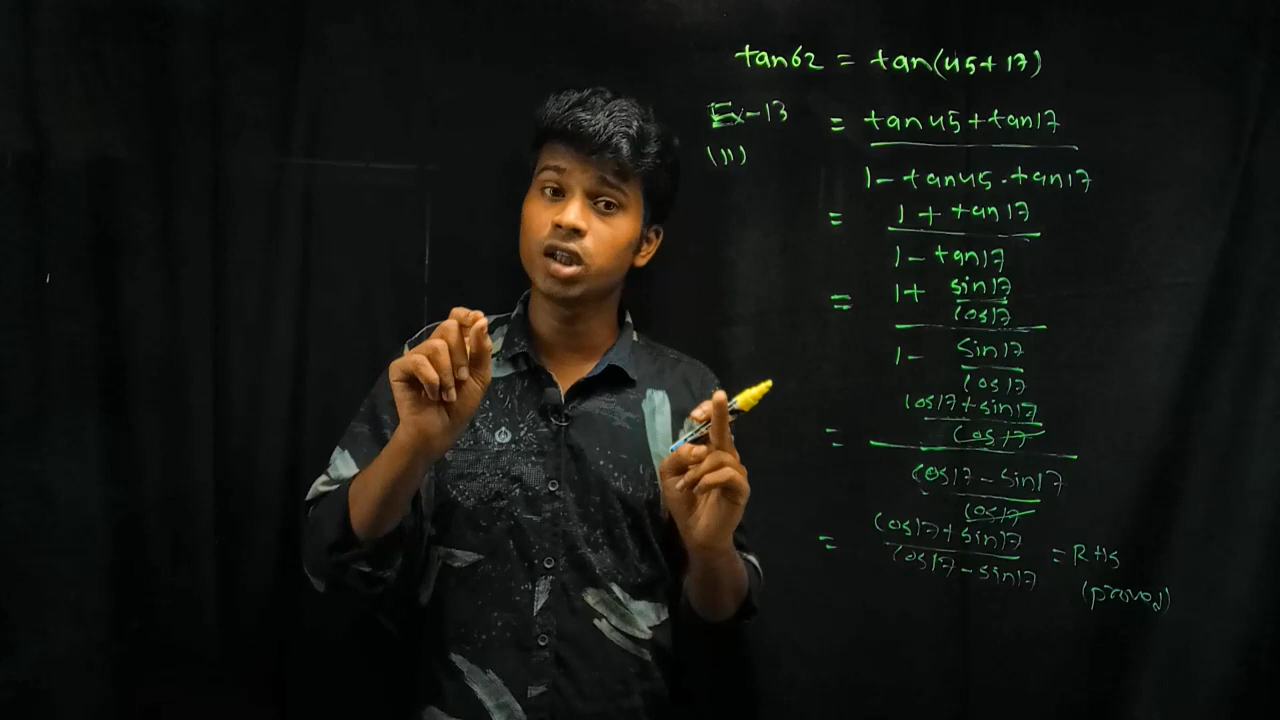 tan62 = tan(45+17)
Ex-13 = tan45+tan17
(11)
1 - tan45.tan17
= 1 + tan17
1 - tan17
= 1+ sin17
cos17
1 - sin17
cos17
cos17+sin17
= cos17
cos17 - sin17
cos17
= cos17+sin17 = RHS
cos17-sin17
(proved)